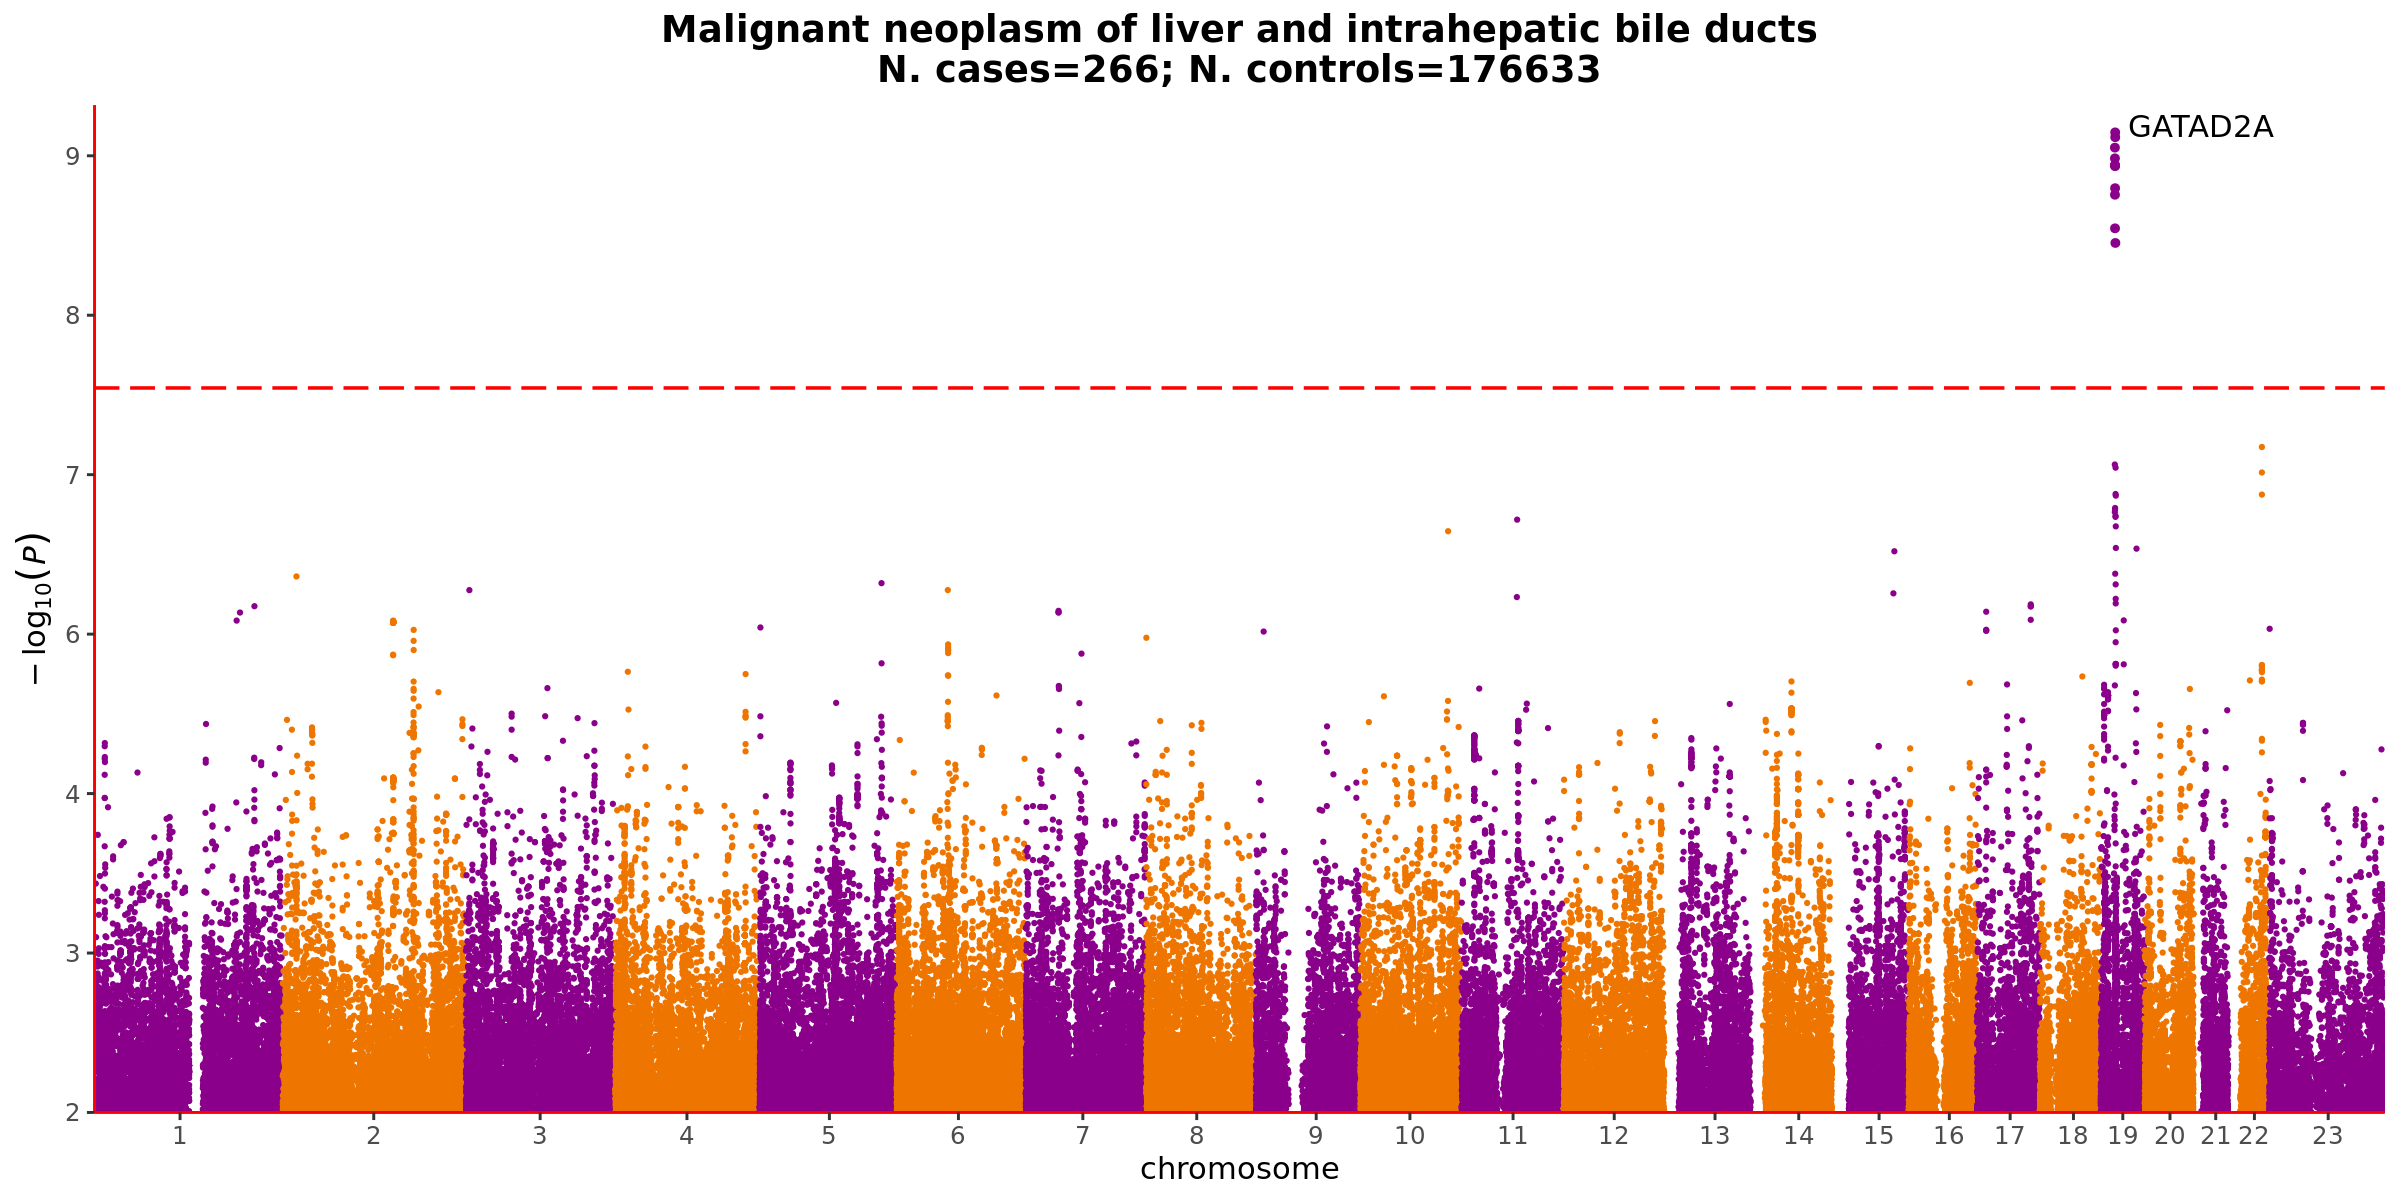 Malignant neoplasm of liver and intrahepatic bile ducts
N. cases=266; N. controls=176633
GATAD2A
9
8
7
6
4
3
2
−log10(P)
1 2 3 4 5 6 7 8 9 10 11 12 13 14 15 16 17 18 19 20 21 22 23
chromosome